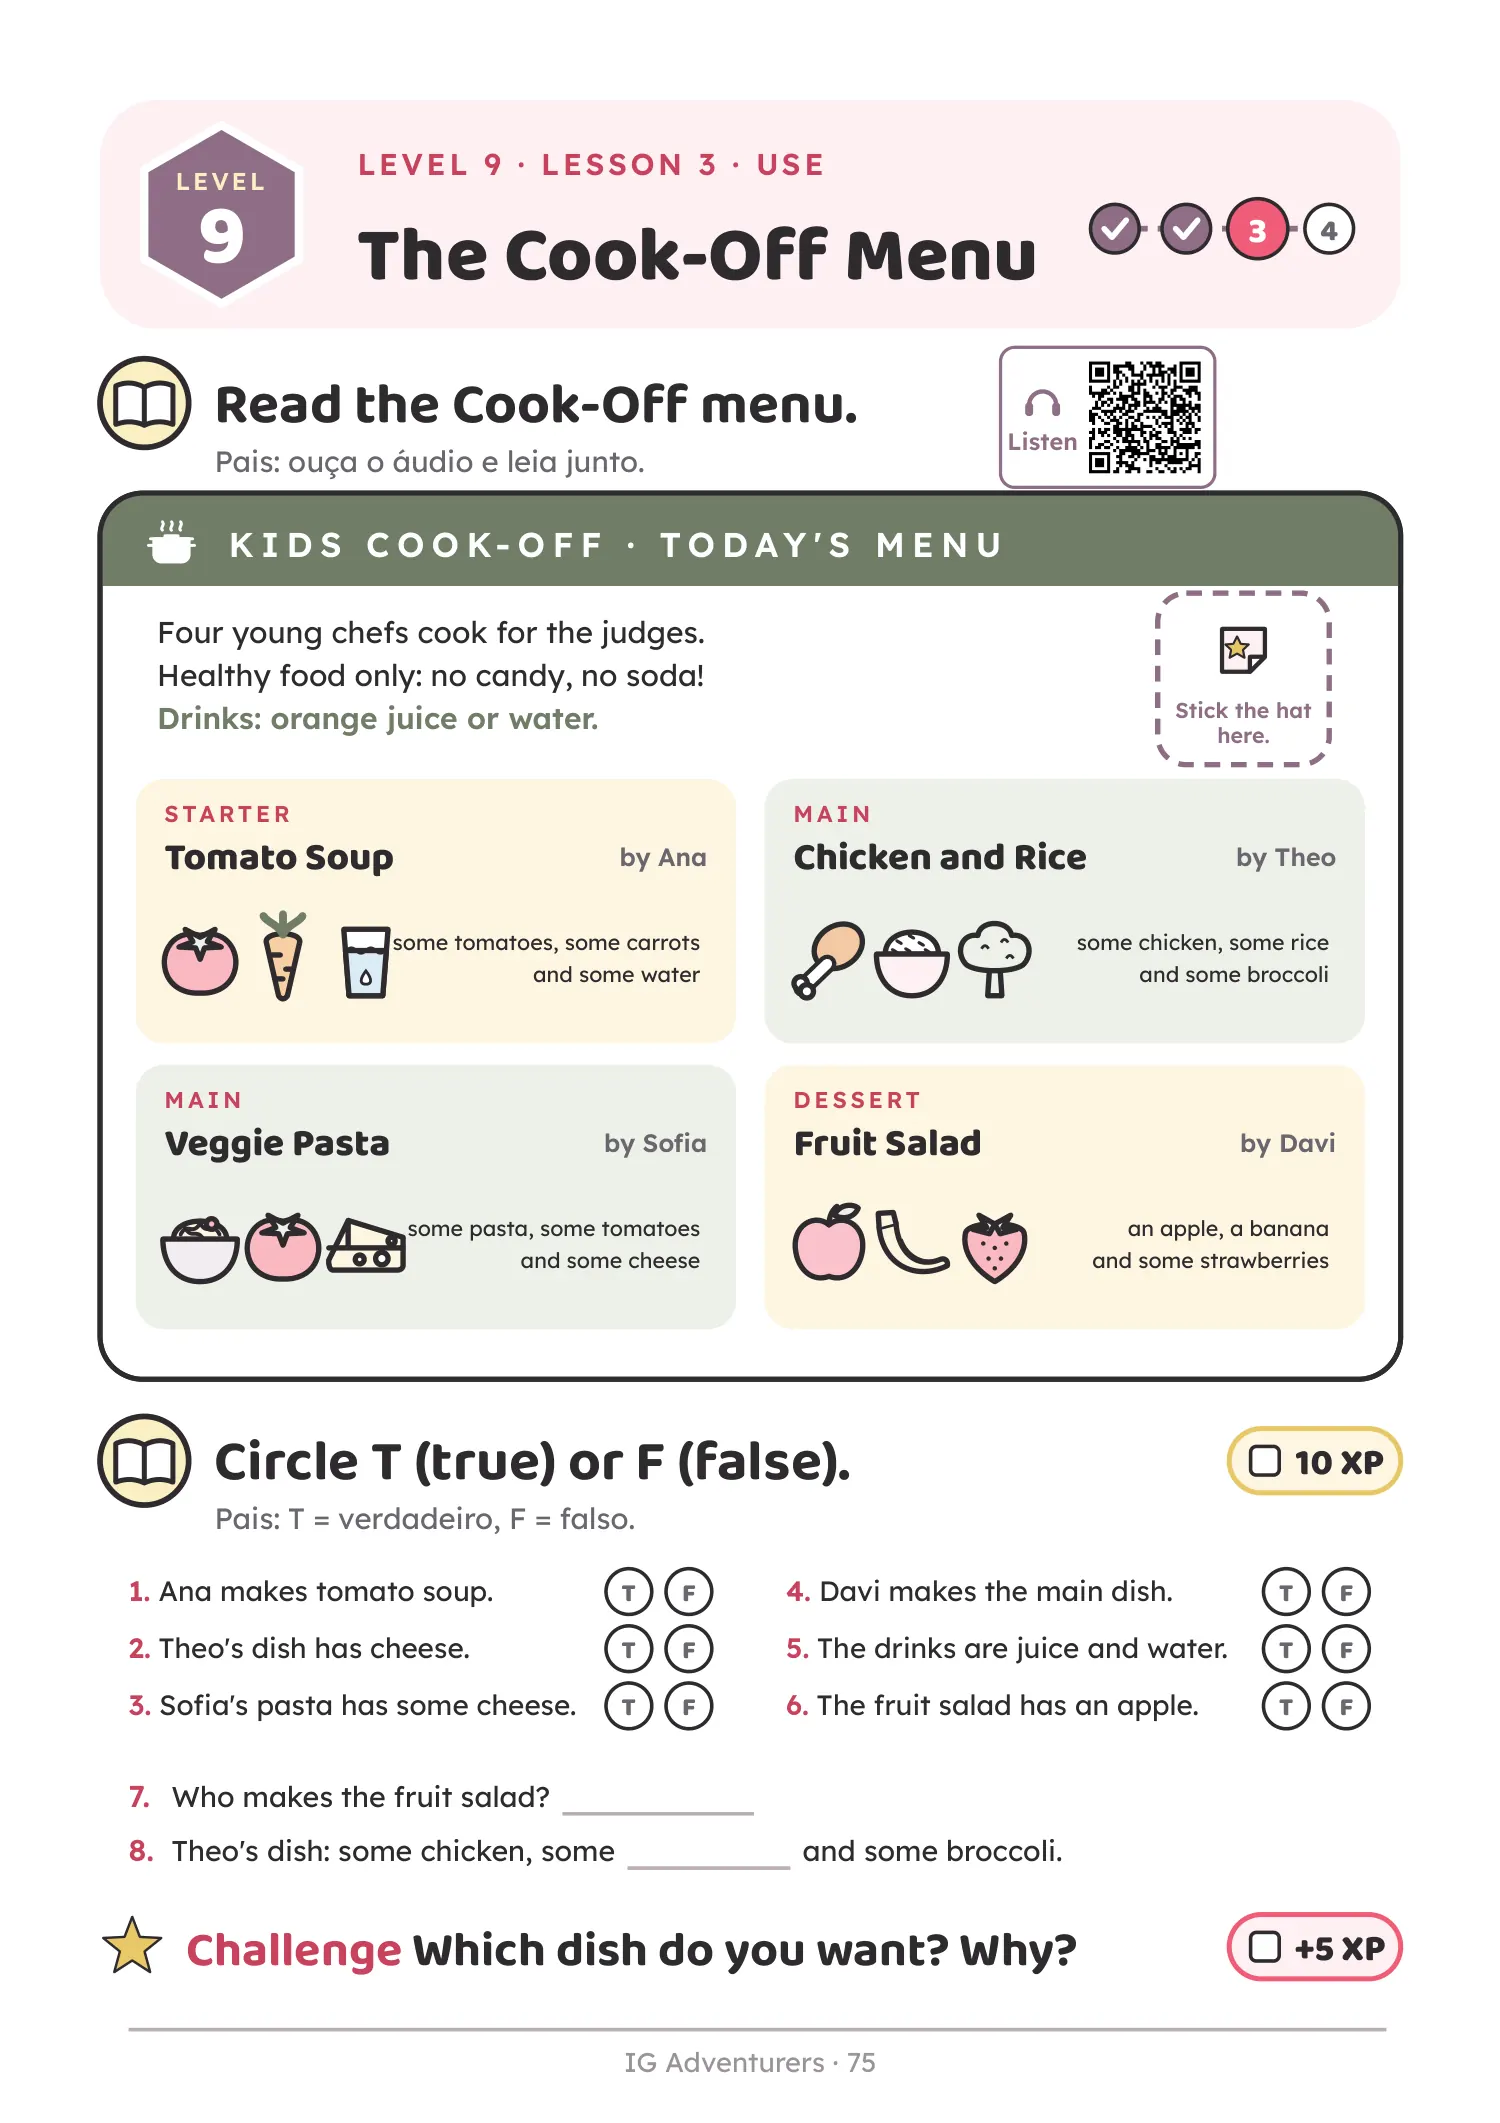 LEVEL
9
LEVEL 9 · LESSON 3 · USE
The Cook-Off Menu
3
4
Read the Cook-Off menu.
Pais: ouça o áudio e leia junto.
Listen
KIDS COOK-OFF · TODAY'S MENU
Four young chefs cook for the judges.
Healthy food only: no candy, no soda!
Drinks: orange juice or water.
Stick the hat
here.
STARTER
Tomato Soup
by Ana
some tomatoes, some carrots
and some water
MAIN
Chicken and Rice
by Theo
some chicken, some rice
and some broccoli
MAIN
Veggie Pasta
by Sofia
some pasta, some tomatoes
and some cheese
DESSERT
Fruit Salad
by Davi
an apple, a banana
and some strawberries
Circle T (true) or F (false).
10 XP
Pais: T = verdadeiro, F = falso.
1. Ana makes tomato soup. T F
2. Theo's dish has cheese. T F
3. Sofia's pasta has some cheese. T F
4. Davi makes the main dish. T F
5. The drinks are juice and water. T F
6. The fruit salad has an apple. T F
7. Who makes the fruit salad?
8. Theo's dish: some chicken, some and some broccoli.
Challenge Which dish do you want? Why?
+5 XP
IG Adventurers · 75